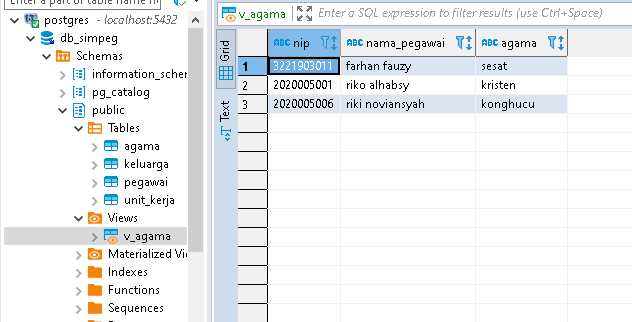 Enter a part of table name h
postgres - localhost:5432
db_simpeg
Schemas
information_schem
pg_catalog
public
Tables
agama
keluarga
pegawai
unit_kerja
Views
v_agama
Materialized Vi
Indexes
Functions
Sequences
v_agama
Enter a SQL expression to filter results (use Ctrl+Space)
Grid
Text
ABC nip ABC nama_pegawai ABC agama
1 3221903011 farhan fauzy sesat
2 2020005001 riko alhabsy kristen
3 2020005006 riki noviansyah konghucu